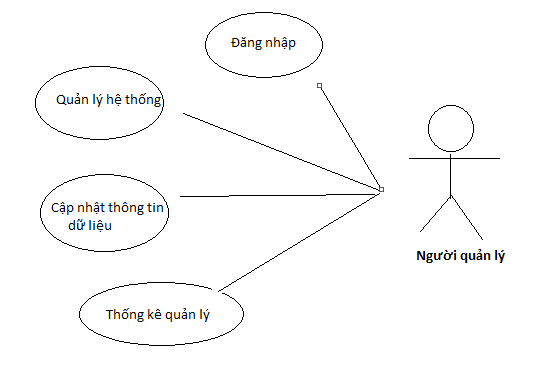 Đăng nhập
Quản lý hệ thống
Cập nhật thông tin
dữ liệu
Người quản lý
Thống kê quản lý